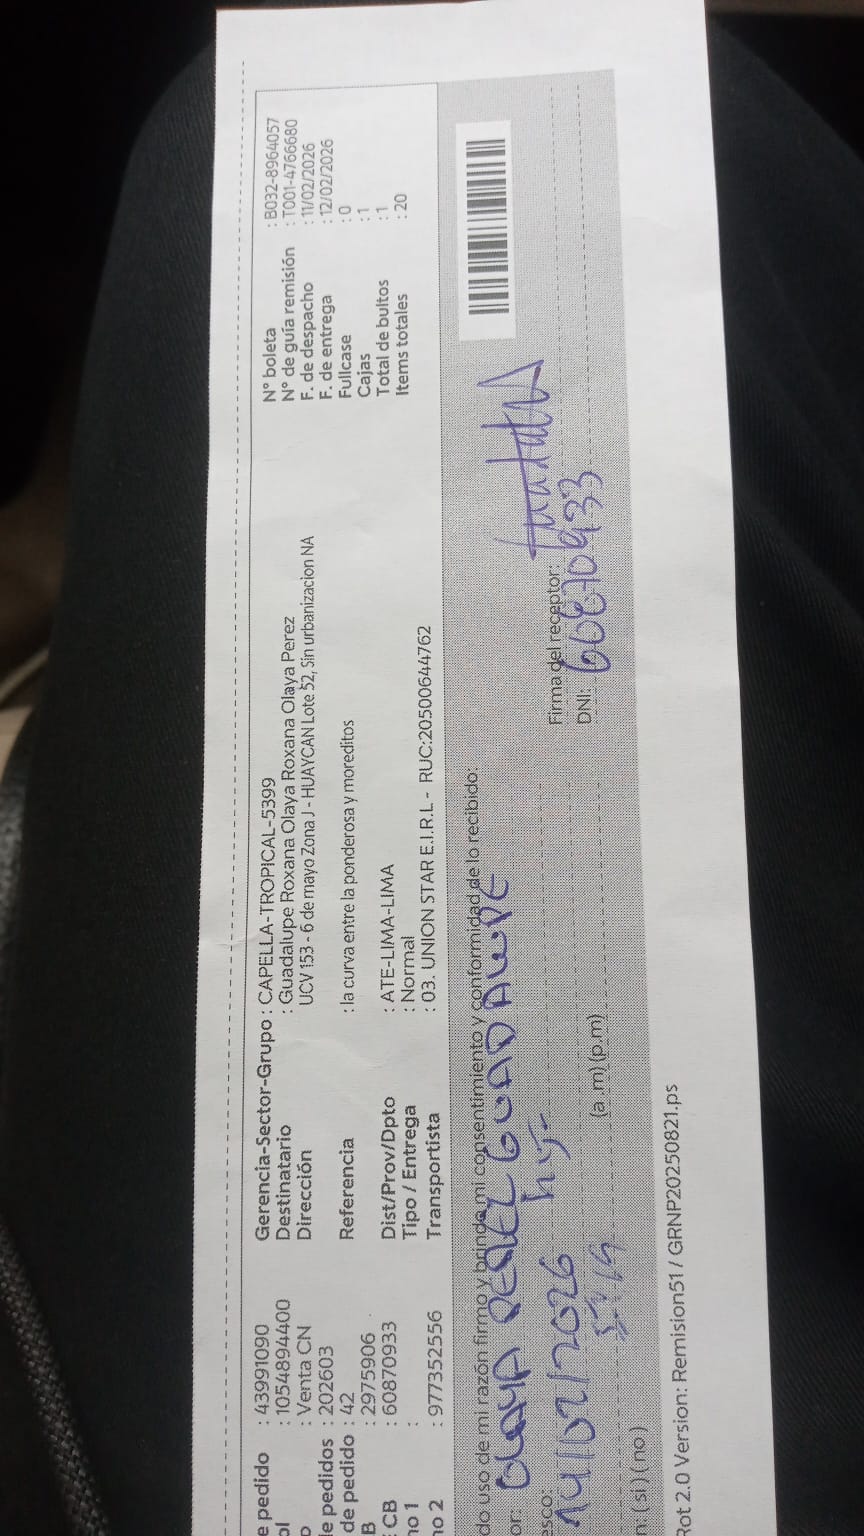 e pedido : 43991090
ol : 1054894400
o : Venta CN
e pedidos : 202603
de pedido : 42
B : 2975906
CB : 60870933
no 1 :
no 2 : 977352556
Gerencia-Sector-Grupo : CAPELLA-TROPICAL-5399
Destinatario : Guadalupe Roxana Olaya Roxana Olaya Perez
Dirección UCV 153 - 6 de mayo Zona J - HUAYCAN Lote 52, Sin urbanizacion NA
Referencia : la curva entre la ponderosa y moreditos
Dist/Prov/Dpto : ATE-LIMA-LIMA
Tipo / Entrega : Normal
Transportista : 03. UNION STAR E.I.R.L - RUC:20500644762
N° boleta : B032-8964057
N° de guía remisión : T001-4766680
F. de despacho : 11/02/2026
F. de entrega : 12/02/2026
Fullcase : 0
Cajas : 1
Total de bultos : 1
Items totales : 20
do uso de mi razón firmo y brindo mi consentimiento y conformidad de lo recibido:
or: OLAYA PEREZ GUADALUPE
Firma del receptor:
esco:
DNI: 60870933
14/02/2026
(a .m) (p.m)
n: ( si ) ( no )
ot 2.0 Version: Remision51 / GRNP20250821.ps